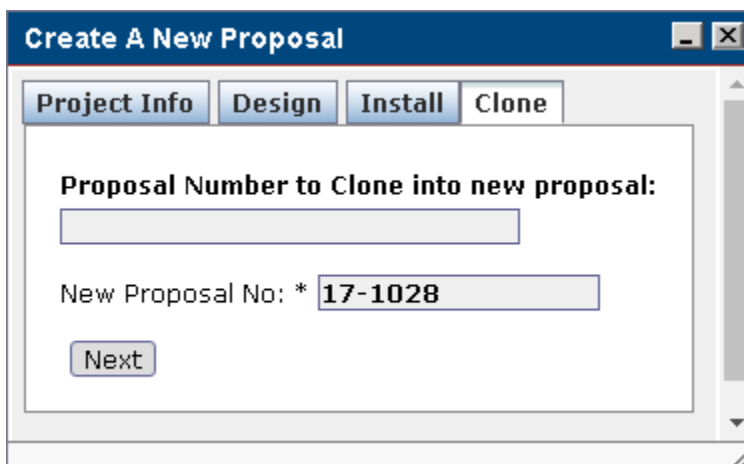 Create A New Proposal
Project Info Design Install Clone
Proposal Number to Clone into new proposal:
New Proposal No: * 17-1028
Next